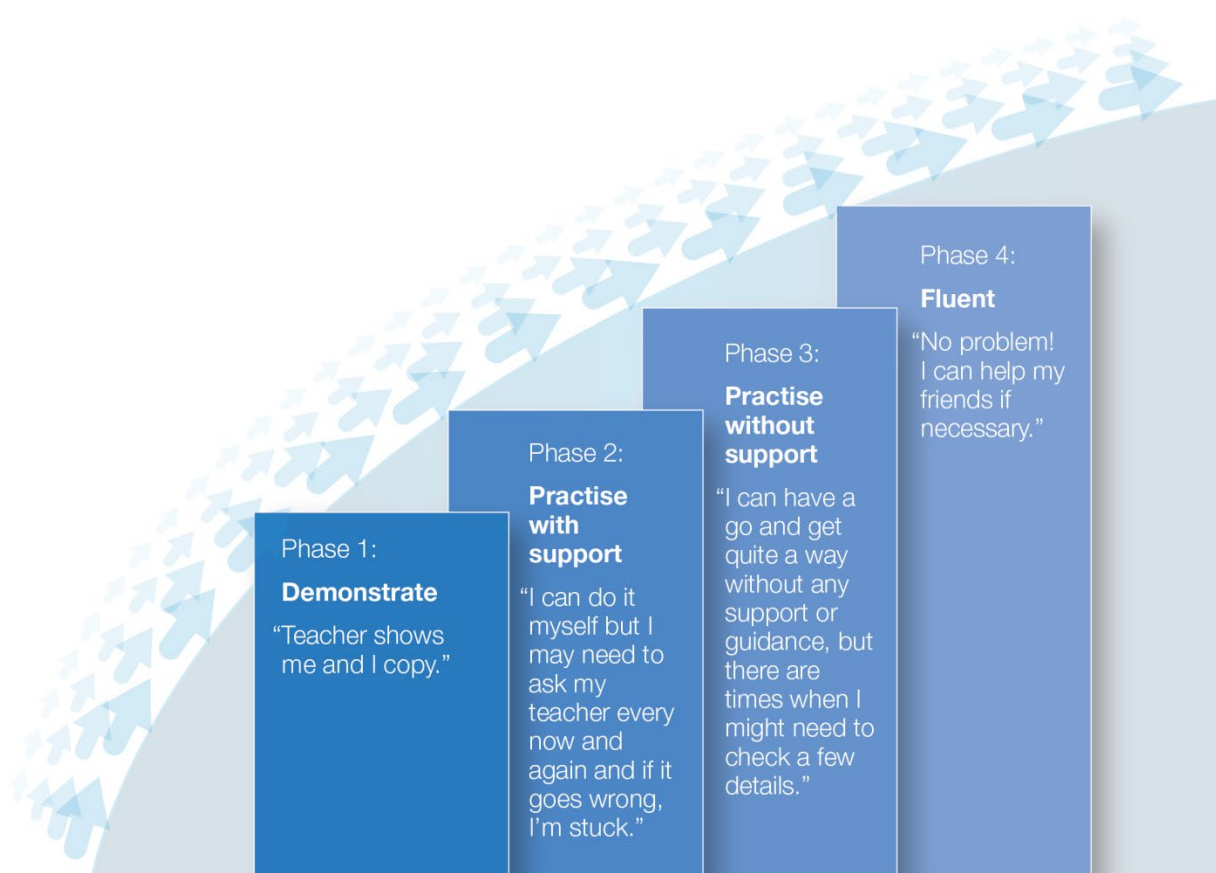 Phase 1:
Demonstrate
“Teacher shows
me and I copy.”
Phase 2:
Practise
with
support
“I can do it
myself but I
may need to
ask my
teacher every
now and
again and if it
goes wrong,
I’m stuck.”
Phase 3:
Practise
without
support
“I can have a
go and get
quite a way
without any
support or
guidance, but
there are
times when I
might need to
check a few
details.”
Phase 4:
Fluent
“No problem!
I can help my
friends if
necessary.”